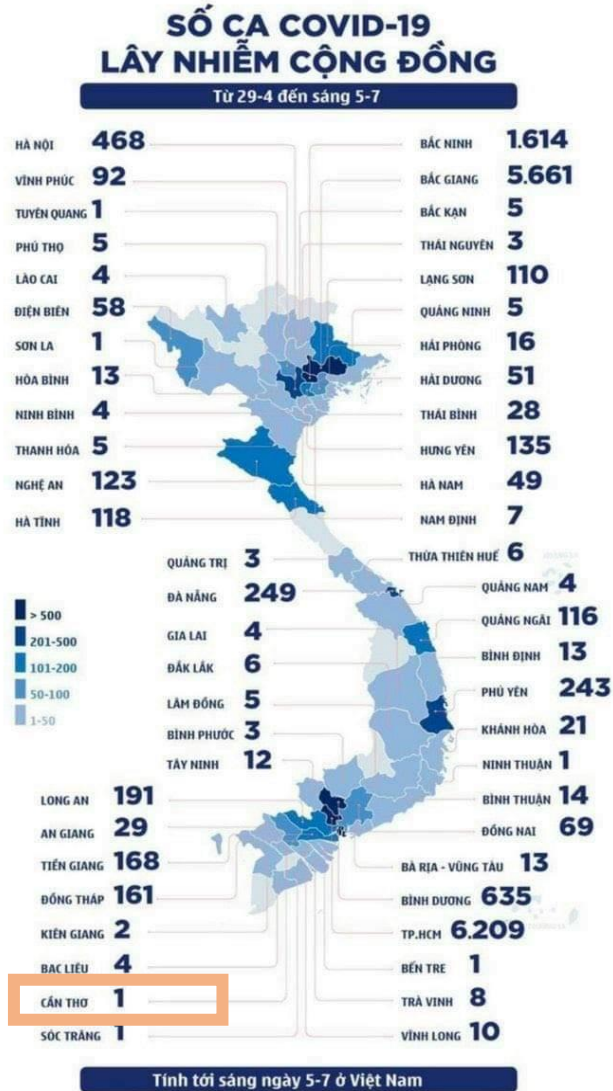 SỐ CA COVID-19
LÂY NHIỄM CỘNG ĐỒNG
Từ 29-4 đến sáng 5-7
HÀ NỘI 468
VĨNH PHÚC 92
TUYÊN QUANG 1
PHÚ THỌ 5
LÀO CAI 4
ĐIỆN BIÊN 58
SƠN LA 1
HÒA BÌNH 13
NINH BÌNH 4
THANH HÓA 5
NGHỆ AN 123
HÀ TĨNH 118
BẮC NINH 1.614
BẮC GIANG 5.661
BẮC KẠN 5
THÁI NGUYÊN 3
LẠNG SƠN 110
QUẢNG NINH 5
HẢI PHÒNG 16
HẢI DƯƠNG 51
THÁI BÌNH 28
HƯNG YÊN 135
HÀ NAM 49
NAM ĐỊNH 7
QUẢNG TRỊ 3
ĐÀ NẴNG 249
GIA LAI 4
ĐẮK LẮK 6
LÂM ĐỒNG 5
BÌNH PHƯỚC 3
TÂY NINH 12
THỪA THIÊN HUẾ 6
QUẢNG NAM 4
QUẢNG NGÃI 116
BÌNH ĐỊNH 13
PHÚ YÊN 243
KHÁNH HÒA 21
NINH THUẬN 1
BÌNH THUẬN 14
ĐỒNG NAI 69
> 500
201-500
101-200
50-100
1-50
LONG AN 191
AN GIANG 29
TIỀN GIANG 168
ĐỒNG THÁP 161
KIÊN GIANG 2
BẠC LIÊU 4
CẦN THƠ 1
SÓC TRĂNG 1
BÀ RỊA - VŨNG TÀU 13
BÌNH DƯƠNG 635
TP.HCM 6.209
BẾN TRE 1
TRÀ VINH 8
VĨNH LONG 10
Tính tới sáng ngày 5-7 ở Việt Nam